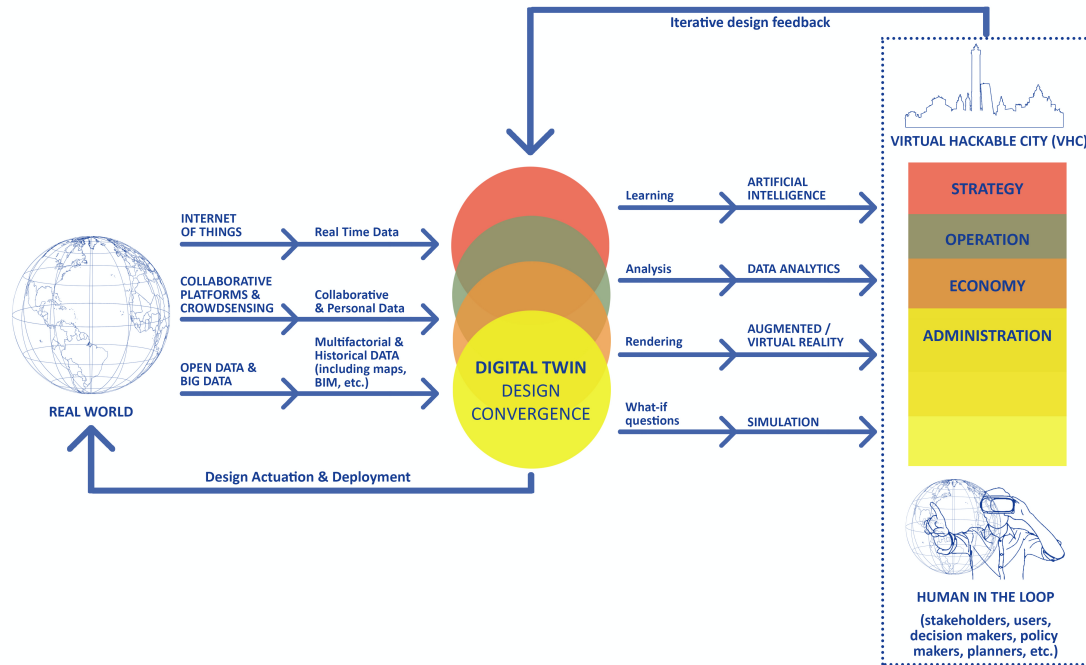 Iterative design feedback
VIRTUAL HACKABLE CITY (VHC)
STRATEGY
OPERATION
ECONOMY
ADMINISTRATION
INTERNET
OF THINGS
Real Time Data
COLLABORATIVE
PLATFORMS &
CROWDSENSING
Collaborative
& Personal Data
OPEN DATA &
BIG DATA
Multifactorial &
Historical DATA
(including maps,
BIM, etc.)
REAL WORLD
DIGITAL TWIN
DESIGN
CONVERGENCE
Learning
ARTIFICIAL
INTELLIGENCE
Analysis
DATA ANALYTICS
Rendering
AUGMENTED /
VIRTUAL REALITY
What-if
questions
SIMULATION
Design Actuation & Deployment
HUMAN IN THE LOOP
(stakeholders, users,
decision makers, policy
makers, planners, etc.)